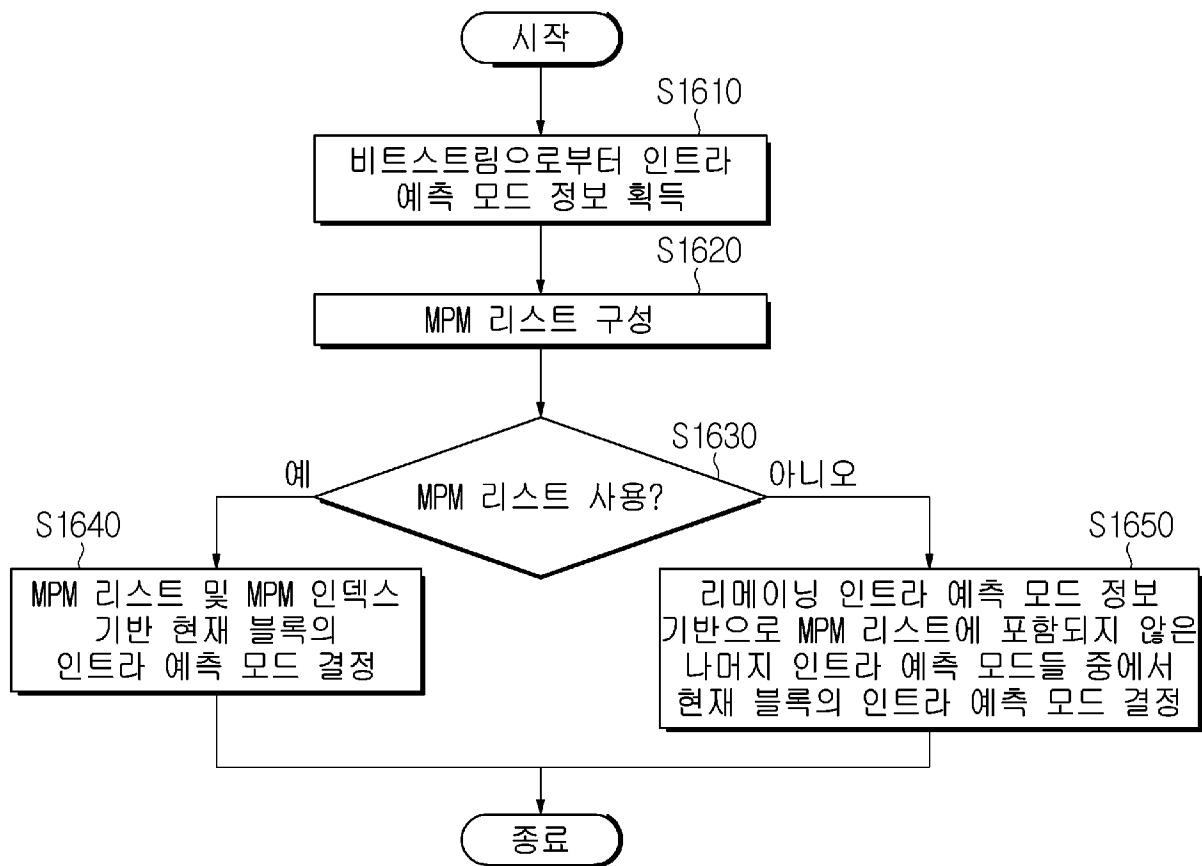 시작
S1610
비트스트림으로부터 인트라
예측 모드 정보 획득
S1620
MPM 리스트 구성
S1630
예
아니오
MPM 리스트 사용?
S1640
MPM 리스트 및 MPM 인덱스
기반 현재 블록의
인트라 예측 모드 결정
S1650
리메이닝 인트라 예측 모드 정보
기반으로 MPM 리스트에 포함되지 않은
나머지 인트라 예측 모드들 중에서
현재 블록의 인트라 예측 모드 결정
종료